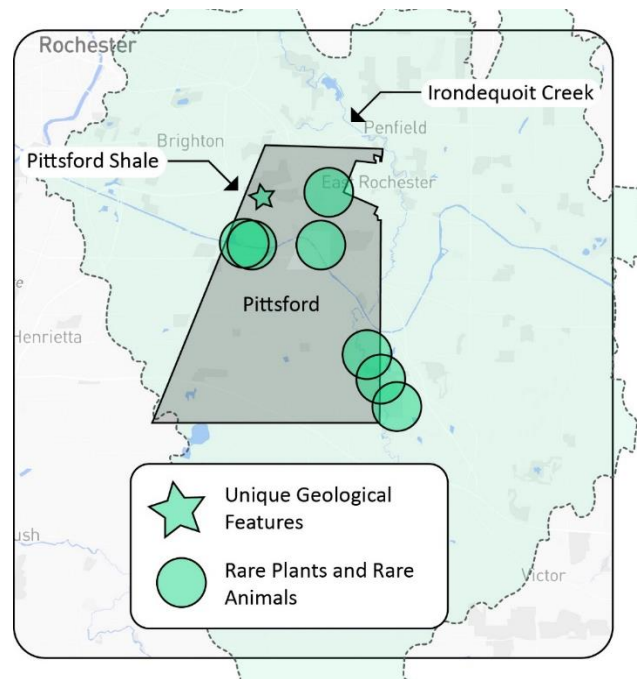 Rochester
Irondequoit Creek
Brighton
Penfield
Pittsford Shale
East Rochester
Pittsford
Henrietta
Unique Geological
Features
ush
Rare Plants and Rare
Animals
Victor